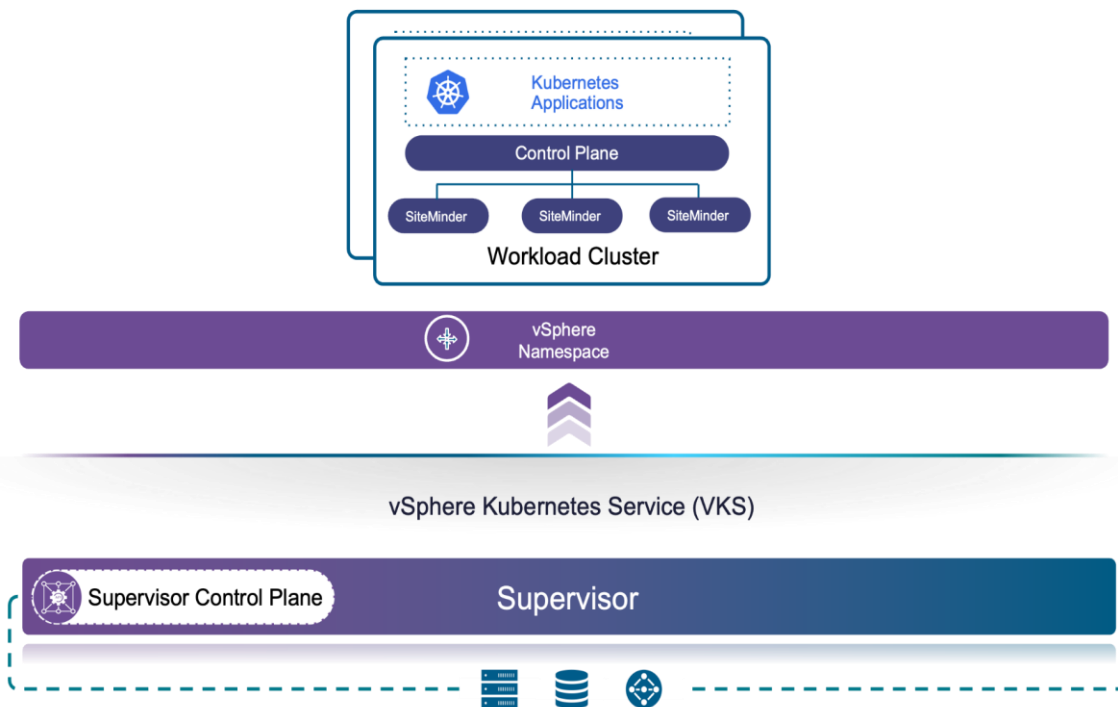 Kubernetes
Applications
Control Plane
SiteMinder
SiteMinder
SiteMinder
Workload Cluster
vSphere
Namespace
vSphere Kubernetes Service (VKS)
Supervisor Control Plane
Supervisor